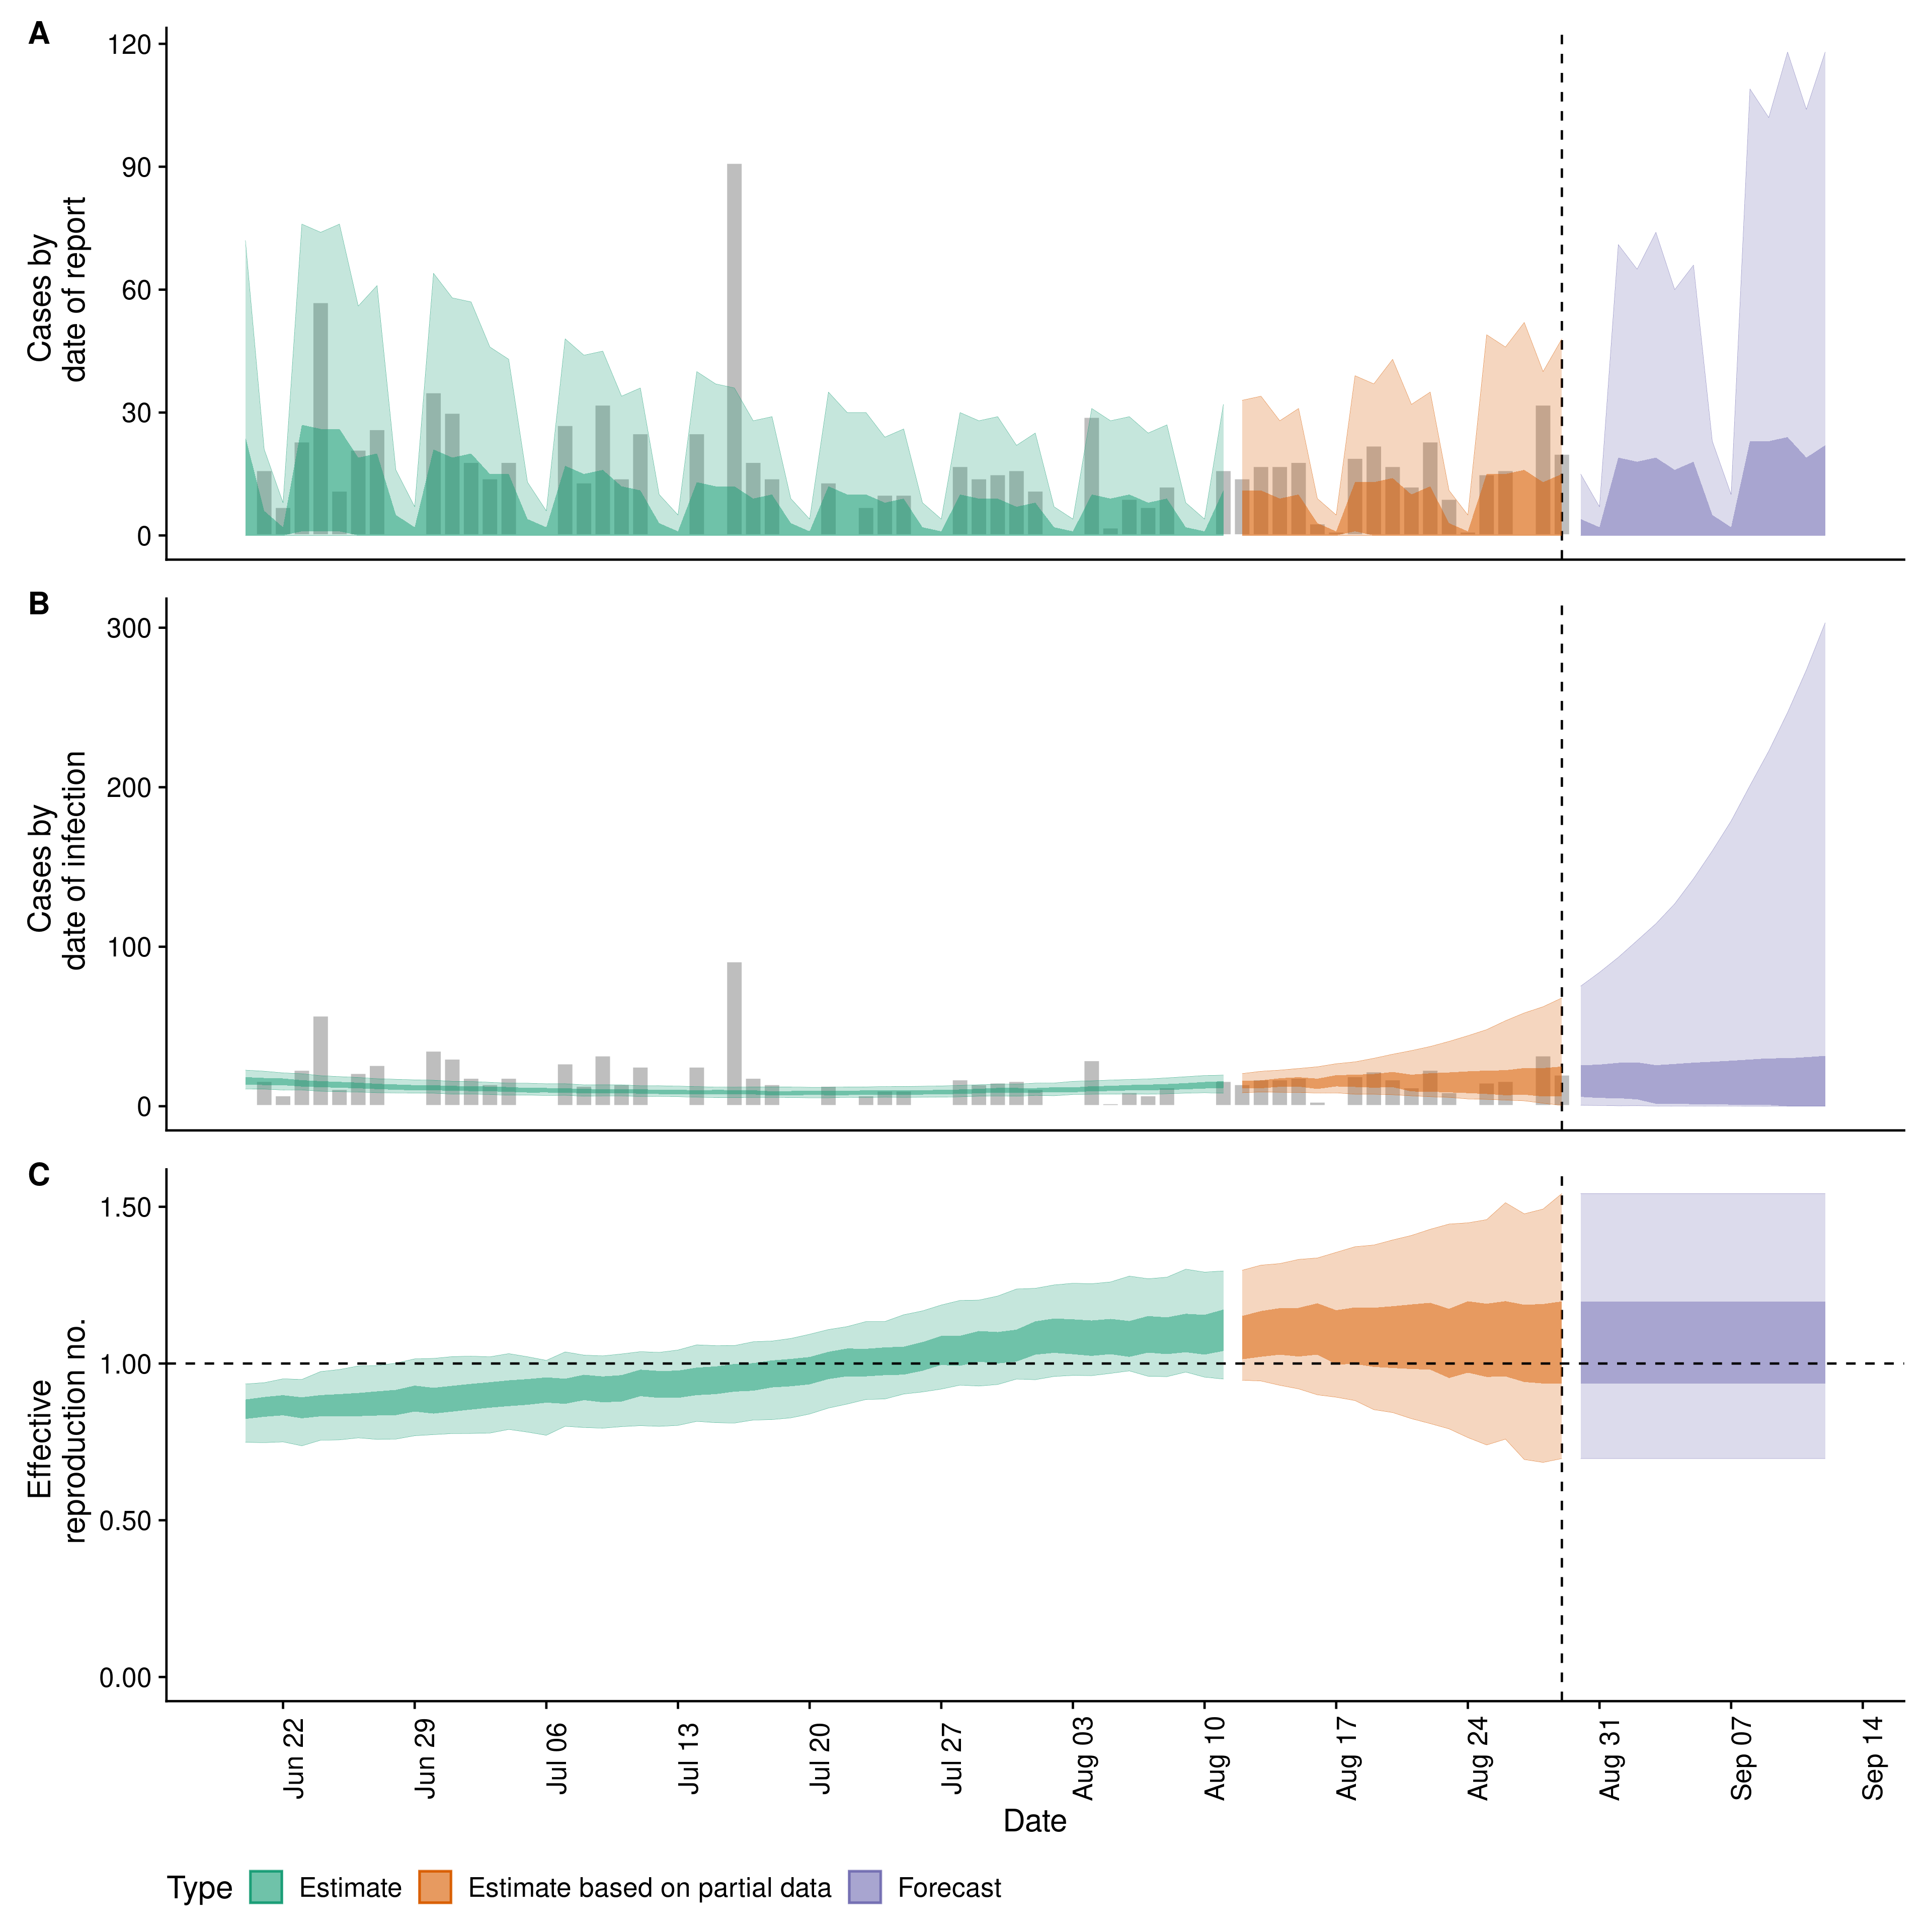 A
Cases by
date of report
120
90
60
30
0
B
Cases by
date of infection
300
200
100
0
C
Effective
reproduction no.
1.50
1.00
0.50
0.00
Jun 22
Jun 29
Jul 06
Jul 13
Jul 20
Jul 27
Aug 03
Aug 10
Aug 17
Aug 24
Aug 31
Sep 07
Sep 14
Date
Type Estimate Estimate based on partial data Forecast